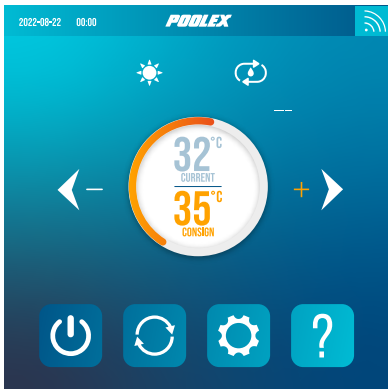 2022-08-22 00:00 POOLEX
32°C
CURRENT
35°C
CONSIGN
− +
?